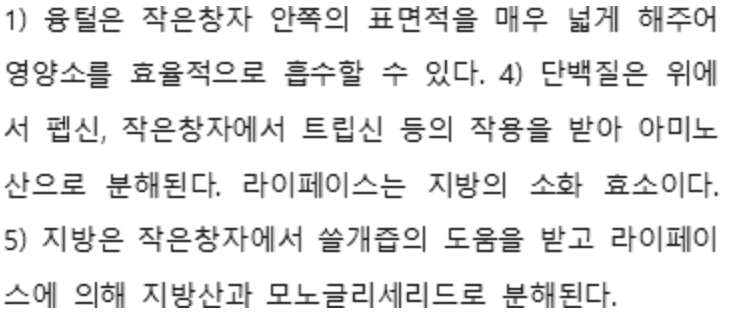 1) 융털은 작은창자 안쪽의 표면적을 매우 넓게 해주어
영양소를 효율적으로 흡수할 수 있다. 4) 단백질은 위에
서 펩신, 작은창자에서 트립신 등의 작용을 받아 아미노
산으로 분해된다. 라이페이스는 지방의 소화 효소이다.
5) 지방은 작은창자에서 쓸개즙의 도움을 받고 라이페이
스에 의해 지방산과 모노글리세리드로 분해된다.